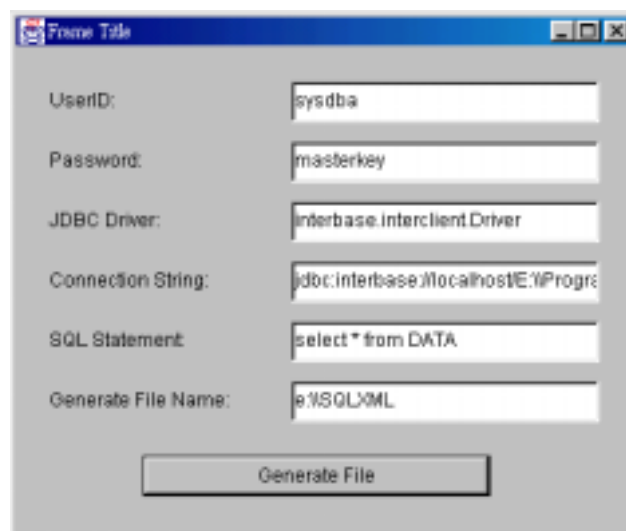 Frame Title
UserID: sysdba
Password: masterkey
JDBC Driver: interbase.interclient.Driver
Connection String: jdbc:interbase://localhost/E:\\Progra
SQL Statement: select * from DATA
Generate File Name: e:\\SQLXML
Generate File